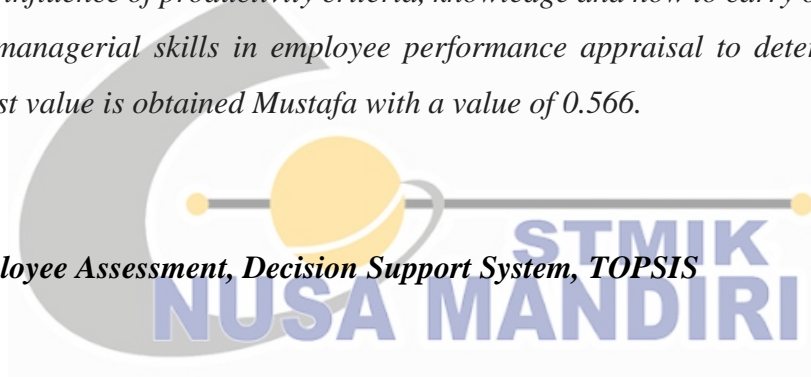 influence of productivity criteria, knowledge and how to carry o
managerial skills in employee performance appraisal to deter
st value is obtained Mustafa with a value of 0.566.
STMIK
loyee Assessment, Decision Support System, TOPSIS
NUSA MANDIRI